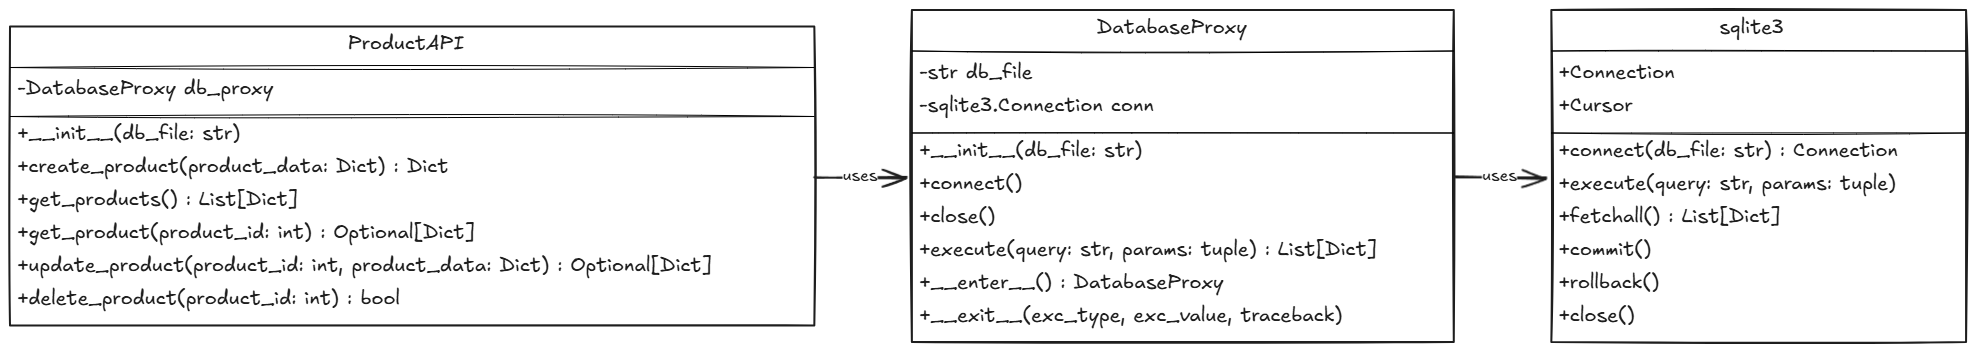 ProductAPI
-DatabaseProxy db_proxy
+__init__(db_file: str)
+create_product(product_data: Dict) : Dict
+get_products() : List[Dict]
+get_product(product_id: int) : Optional[Dict]
+update_product(product_id: int, product_data: Dict) : Optional[Dict]
+delete_product(product_id: int) : bool
uses
DatabaseProxy
-str db_file
-sqlite3.Connection conn
+__init__(db_file: str)
+connect()
+close()
+execute(query: str, params: tuple) : List[Dict]
+__enter__() : DatabaseProxy
+__exit__(exc_type, exc_value, traceback)
uses
sqlite3
+Connection
+Cursor
+connect(db_file: str) : Connection
+execute(query: str, params: tuple)
+fetchall() : List[Dict]
+commit()
+rollback()
+close()